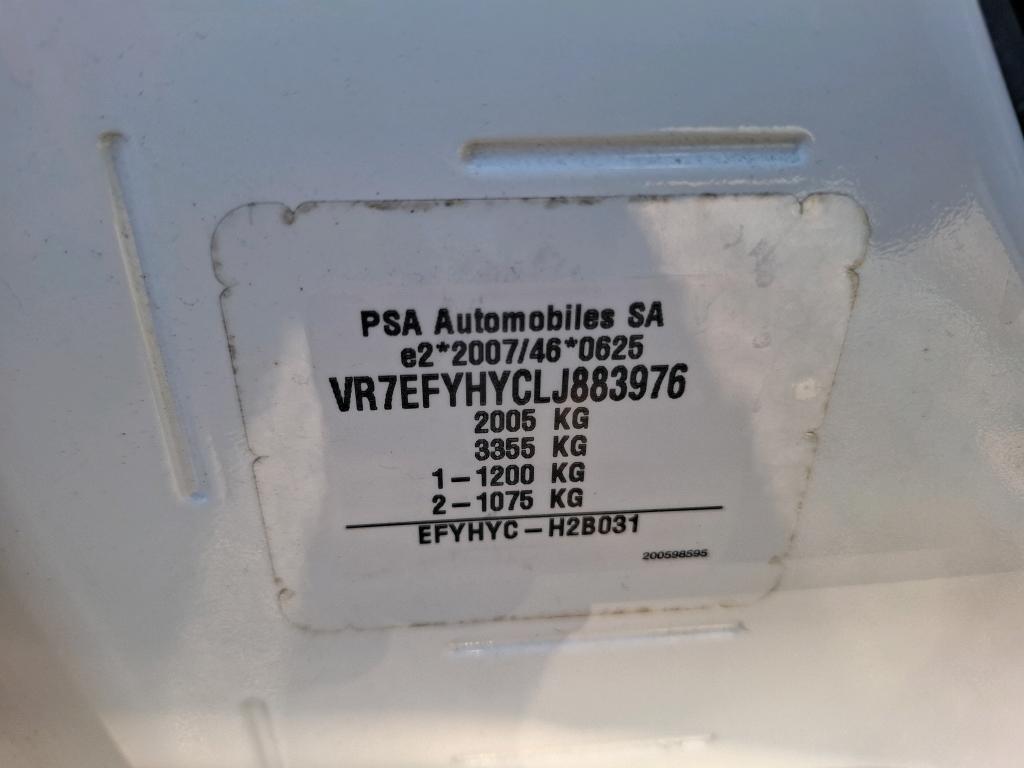 PSA Automobiles SA
e2*2007/46*0625
VR7EFYHYCLJ883976
2005 KG
3355 KG
1-1200 KG
2-1075 KG
EFYHYC-H2B031
200598595